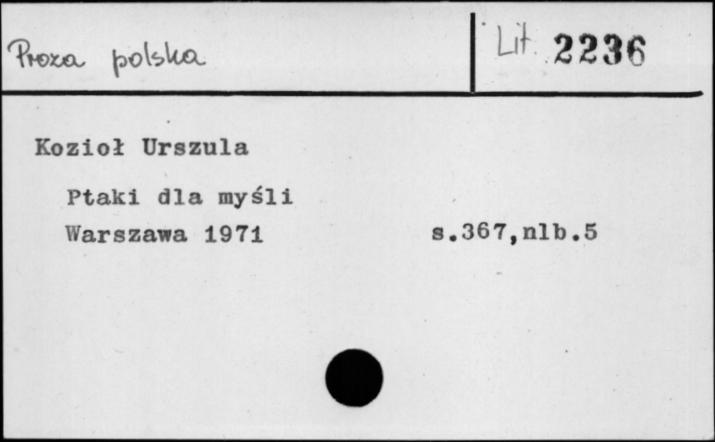 Proza polska
Lit. 2236
Kozioł Urszula
Ptaki dla myśli
Warszawa 1971 s.367,nlb.5